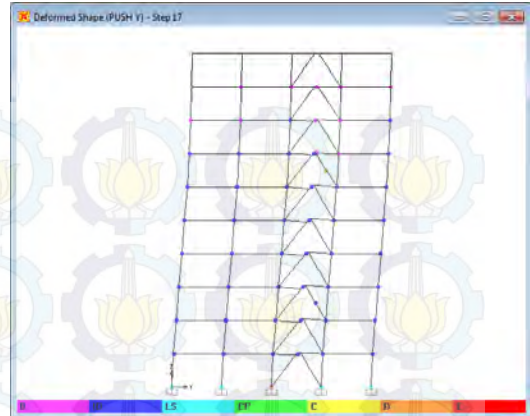 Deformed Shape (PUSH Y) - Step 17
Z
Y
B IO LS CP C D E